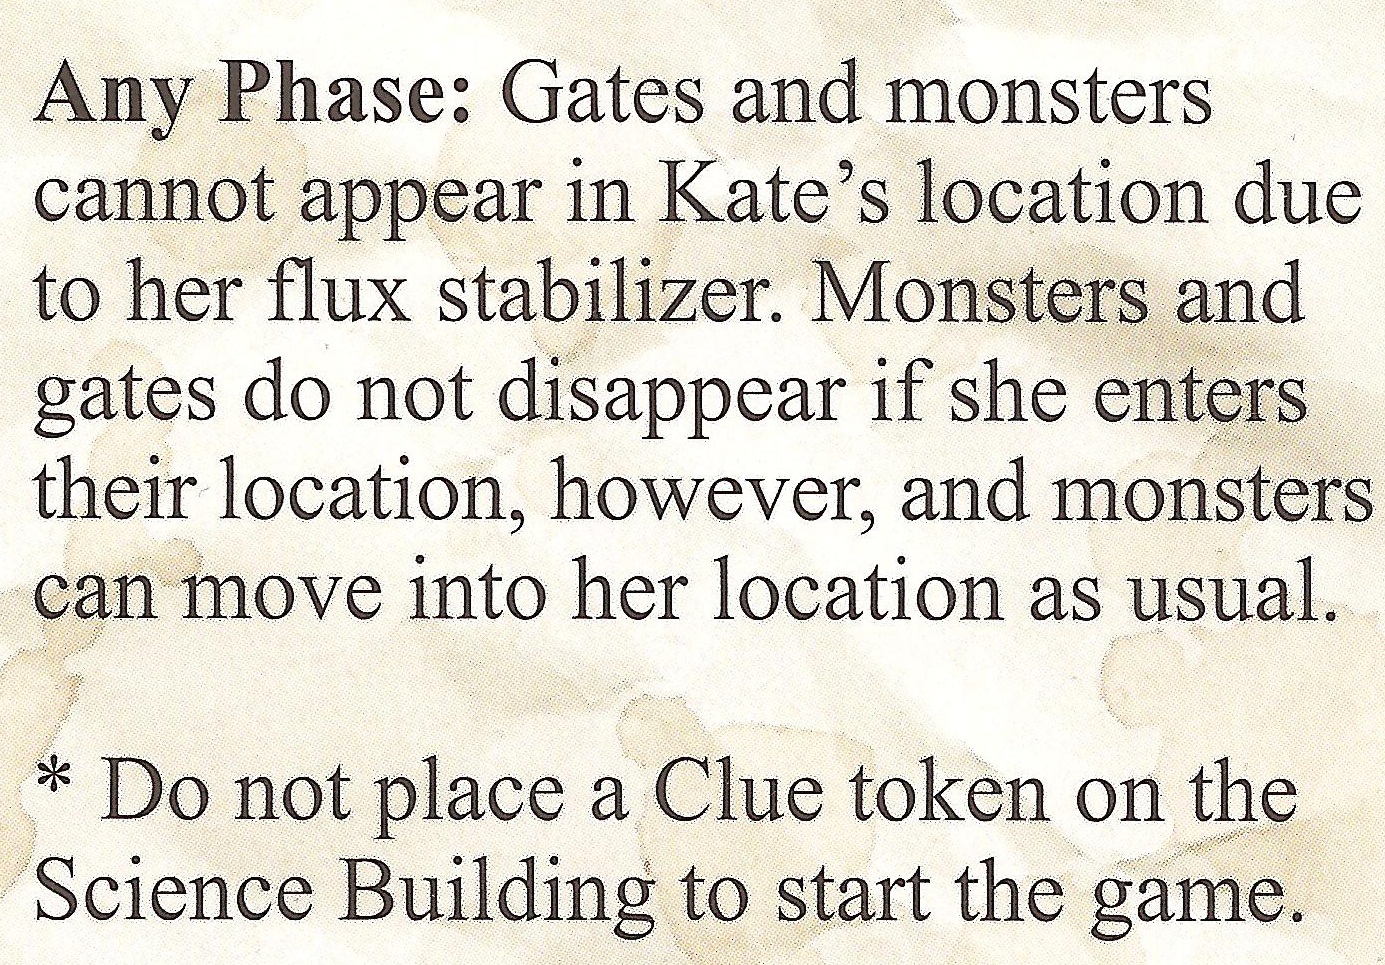 Any Phase: Gates and monsters
cannot appear in Kate’s location due
to her flux stabilizer. Monsters and
gates do not disappear if she enters
their location, however, and monsters
can move into her location as usual.
* Do not place a Clue token on the
Science Building to start the game.